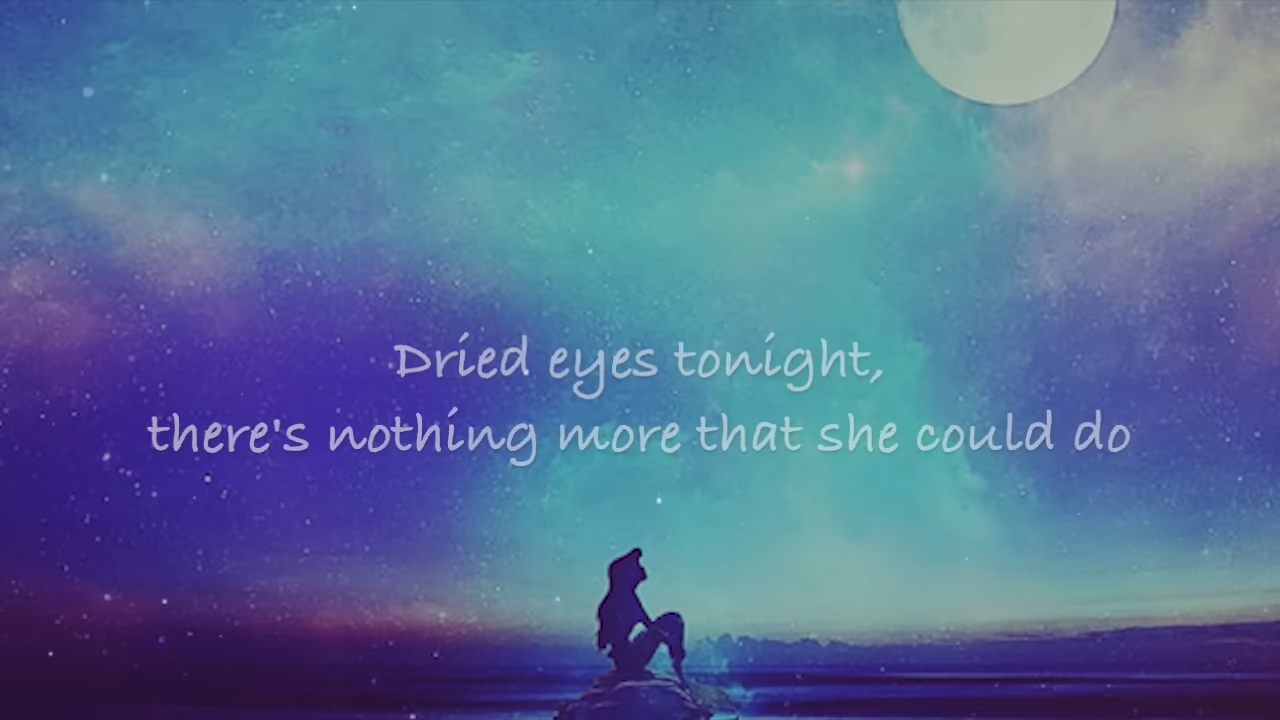 Dried eyes tonight,
there's nothing more that she could do